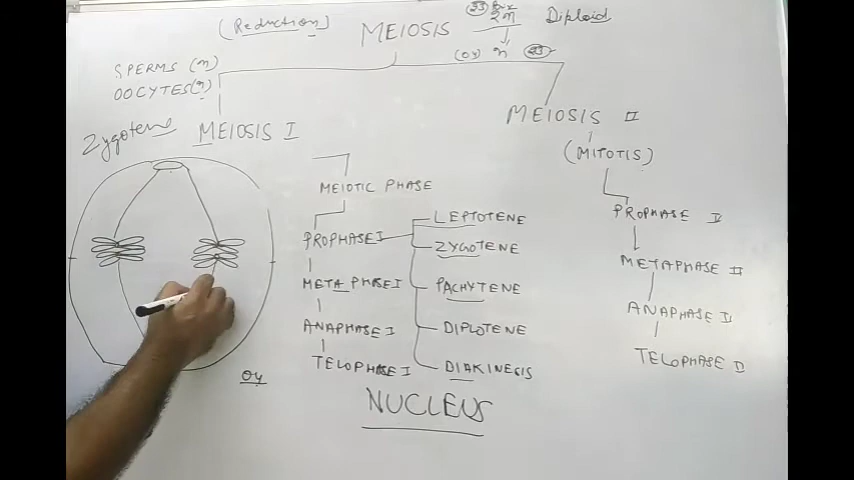 (Reduction)
MEIOSIS
2n
Diploid
(or) n
SPERMS (n)
OOCYTES(n)
Zygotene
MEIOSIS I
MEIOSIS II
(MITOTIS)
MEIOTIC PHASE
PROPHASE I
METAPHASE I
ANAPHASE I
TELOPHASE I
LEPTOTENE
ZYGOTENE
PACHYTENE
DIPLOTENE
DIAKINESIS
PROPHASE II
METAPHASE II
ANAPHASE II
TELOPHASE II
NUCLEUS